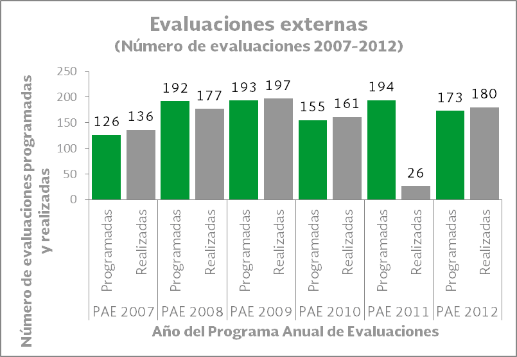 Evaluaciones externas
(Número de evaluaciones 2007-2012)
Número de evaluaciones programadas
y realizadas
250
200
150
100
50
0
126
136
192
177
193
197
155
161
194
26
173
180
Programadas
Realizadas
Programadas
Realizadas
Programadas
Realizadas
Programadas
Realizadas
Programadas
Realizadas
Programadas
Realizadas
PAE 2007
PAE 2008
PAE 2009
PAE 2010
PAE 2011
PAE 2012
Año del Programa Anual de Evaluaciones